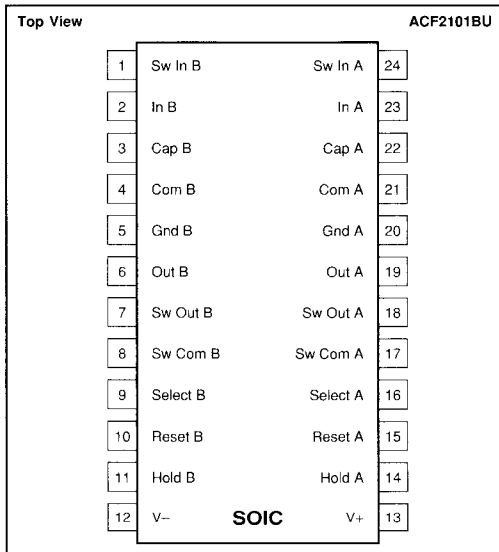 Top View ACF2101BU
1 Sw In B Sw In A 24
2 In B In A 23
3 Cap B Cap A 22
4 Com B Com A 21
5 Gnd B Gnd A 20
6 Out B Out A 19
7 Sw Out B Sw Out A 18
8 Sw Com B Sw Com A 17
9 Select B Select A 16
10 Reset B Reset A 15
11 Hold B Hold A 14
12 V– SOIC V+ 13